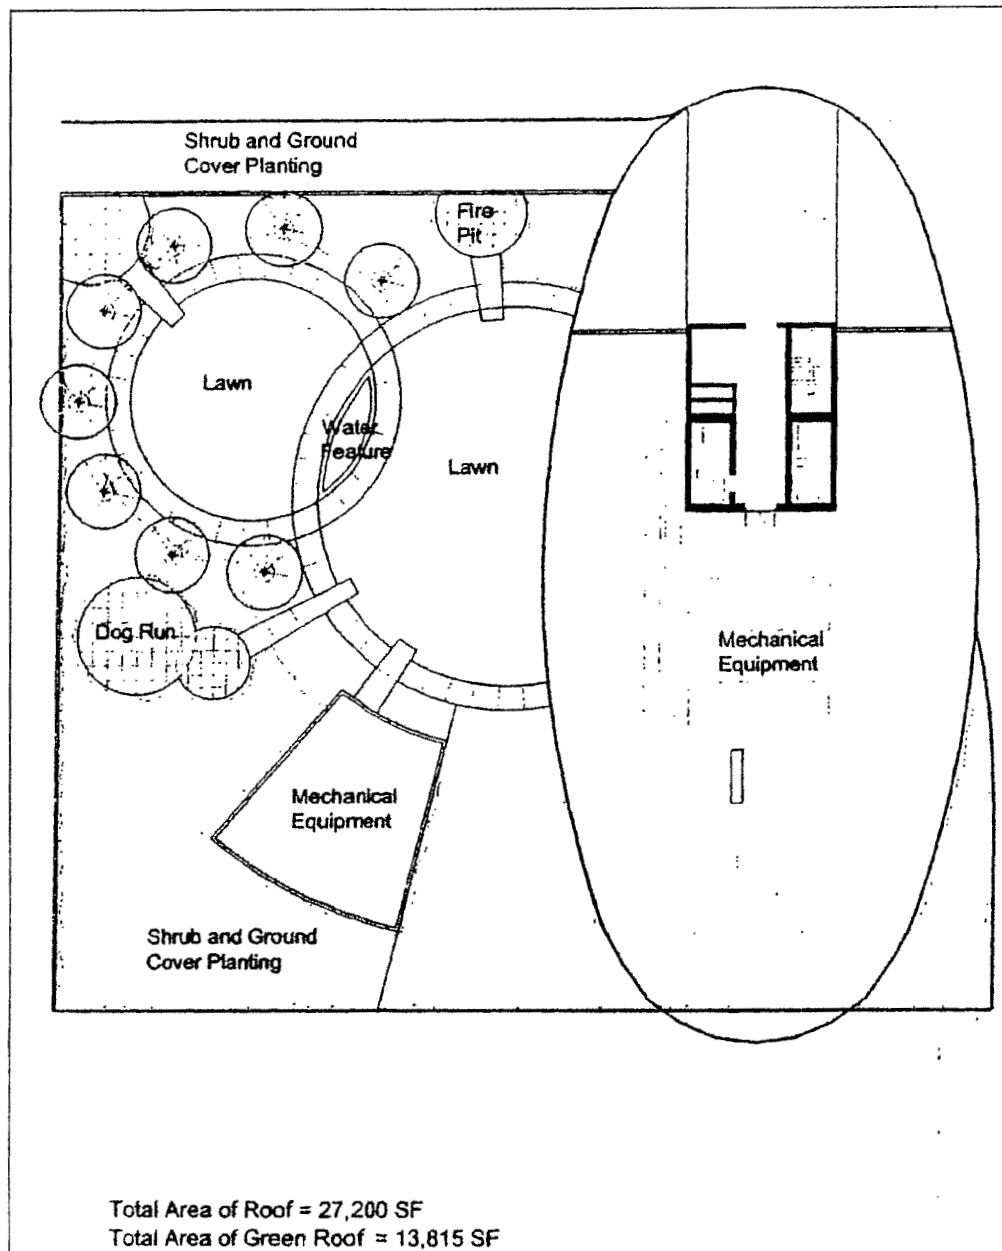 Shrub and Ground
Cover Planting
Fire
Pit
Lawn
Water
Feature
Lawn
Dog Run
Mechanical
Equipment
Mechanical
Equipment
Shrub and Ground
Cover Planting
Total Area of Roof = 27,200 SF
Total Area of Green Roof = 13,815 SF